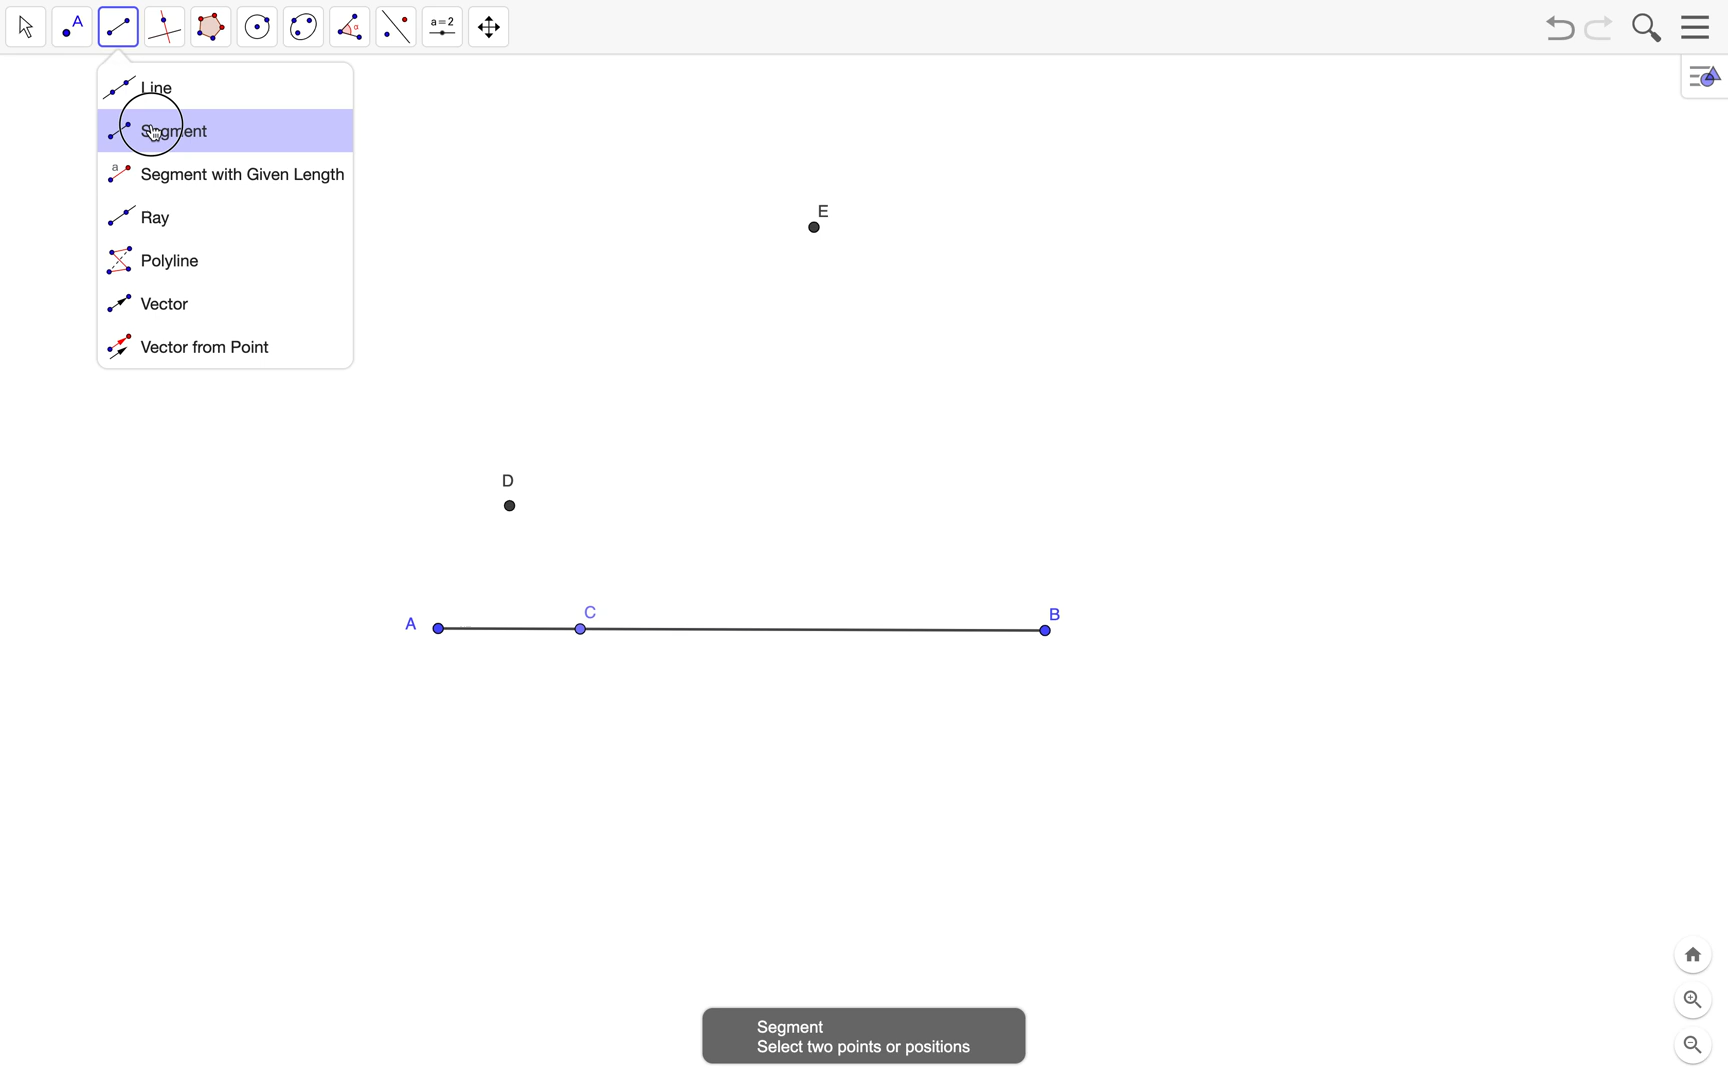 A
a=2
α
Line
Segment
a
Segment with Given Length
Ray
Polyline
Vector
Vector from Point
E
D
A
C
B
Segment
Select two points or positions